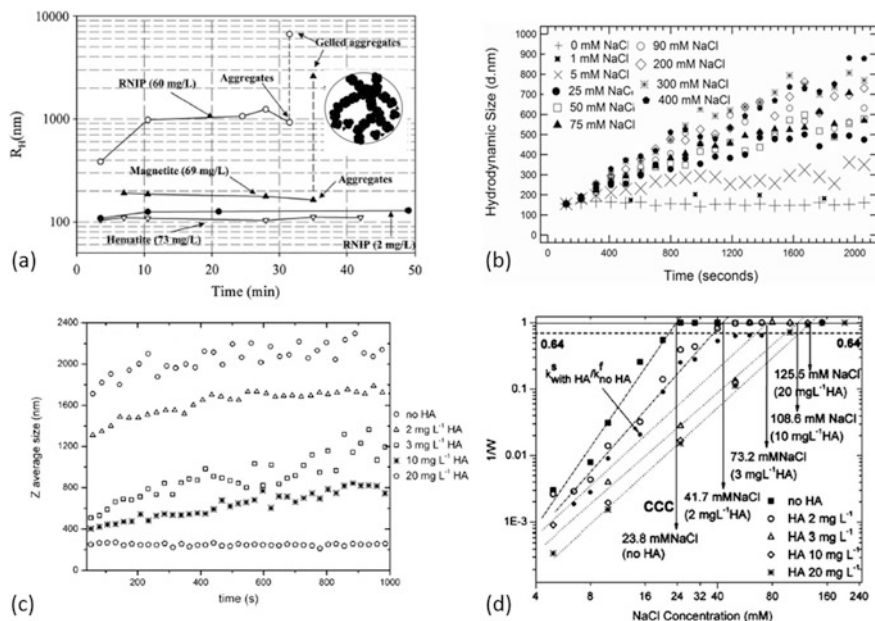 (a)
10000
1000
100
R_H(nm)
RNIP (60 mg/L)
Aggregates
Gelled aggregates
Magnetite (69 mg/L)
Aggregates
Hematite (73 mg/L)
RNIP (2 mg/L)
0 10 20 30 40 50
Time (min)
(b)
1000
900
800
700
600
500
400
300
200
100
0
Hydrodynamic Size (d.nm)
0 mM NaCl
1 mM NaCl
5 mM NaCl
25 mM NaCl
50 mM NaCl
75 mM NaCl
90 mM NaCl
200 mM NaCl
300 mM NaCl
400 mM NaCl
0 400 800 1200 1600 2000
Time (seconds)
(c)
2400
2000
1600
1200
800
400
0
Z average size (nm)
no HA
2 mg L⁻¹ HA
3 mg L⁻¹ HA
10 mg L⁻¹ HA
20 mg L⁻¹ HA
200 400 600 800 1000
time (s)
(d)
1
0.1
0.01
1E-3
1/W
0.64
0.64
k^s with HA/k^f no HA
125.5 mM NaCl
(20 mgL⁻¹HA)
108.6 mM NaCl
(10 mgL⁻¹HA)
73.2 mMNaCl
(3 mgL⁻¹HA)
41.7 mMNaCl
(2 mgL⁻¹HA)
CCC
23.8 mMNaCl
(no HA)
no HA
HA 2 mg L⁻¹
HA 3 mg L⁻¹
HA 10 mg L⁻¹
HA 20 mg L⁻¹
4 8 16 24 32 40 80 120 200
NaCl Concentration (mM)